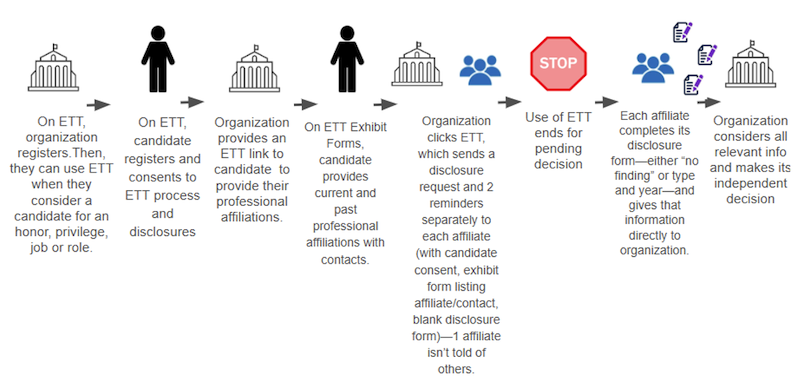 On ETT,
organization
registers.Then,
they can use ETT
when they
consider a
candidate for an
honor, privilege,
job or role.
On ETT,
candidate
registers and
consents to
ETT process
and
disclosures
Organization
provides an
ETT link to
candidate to
provide their
professional
affiliations.
On ETT Exhibit
Forms,
candidate
provides
current and
past
professional
affiliations with
contacts.
Organization
clicks ETT,
which sends a
disclosure
request and 2
reminders
separately to
each affiliate
(with candidate
consent, exhibit
form listing
affiliate/contact,
blank disclosure
form)—1 affiliate
isn't told of
others.
STOP
Use of ETT
ends for
pending
decision
Each affiliate
completes its
disclosure
form—either “no
finding” or type
and year—and
gives that
information
directly to
organization.
Organization
considers all
relevant info
and makes its
independent
decision